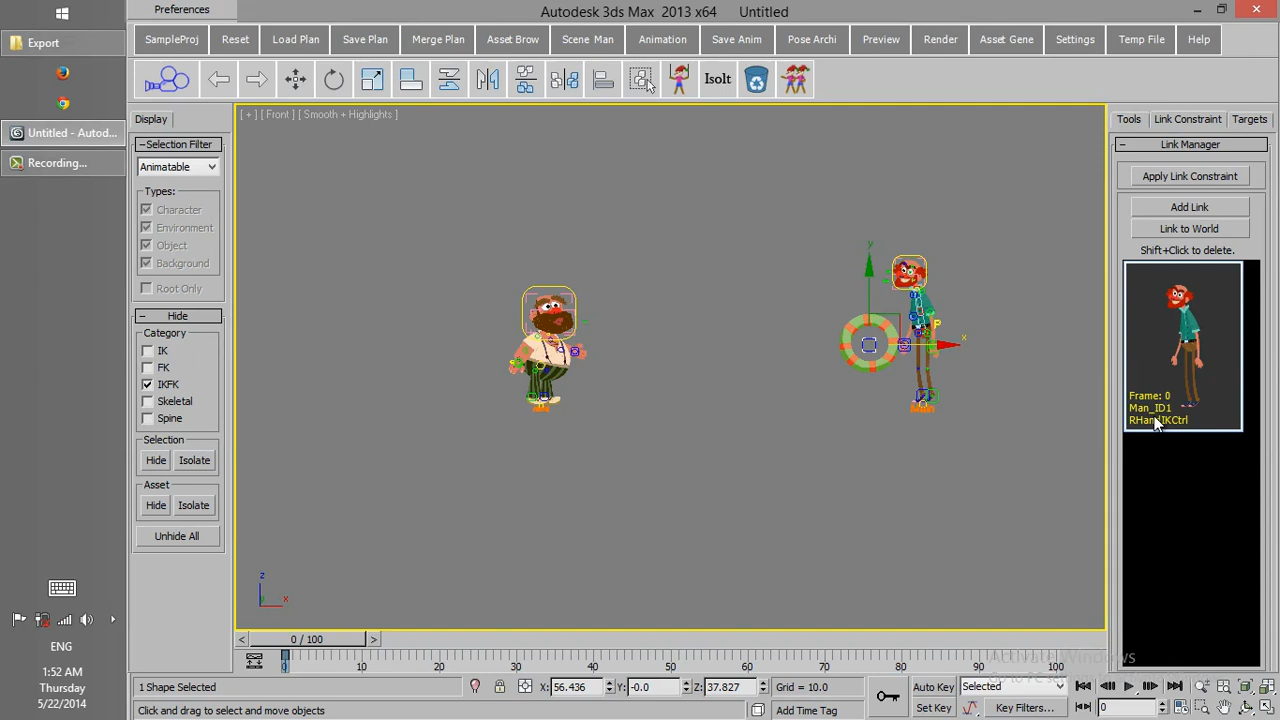 Preferences
Autodesk 3ds Max 2013 x64 Untitled
Export
SampleProj Reset Load Plan Save Plan Merge Plan Asset Brow Scene Man Animation Save Anim Pose Archi Preview Render Asset Gene Settings Temp File Help
Isolt
Untitled - Autod...
Recording...
Display
[ + ] [ Front ] [ Smooth + Highlights ]
Tools Link Constraint Targets
Selection Filter
Animatable
Types:
Character
Environment
Object
Background
Root Only
Hide
Category
IK
FK
IKFK
Skeletal
Spine
Selection
Hide Isolate
Asset
Hide Isolate
Unhide All
y
P
x
z
y x
Link Manager
Apply Link Constraint
Add Link
Link to World
Shift+Click to delete.
Frame: 0
Man_ID1
ENG
1:52 AM
Thursday
5/22/2014
< 0 / 100 >
0 10 20 30 40 50 60 70 80 90 100
Activate Windows
1 Shape Selected X: 56.436 Y: -0.0 Z: 37.827 Grid = 10.0 Auto Key Selected
Click and drag to select and move objects Add Time Tag Set Key Key Filters... 0